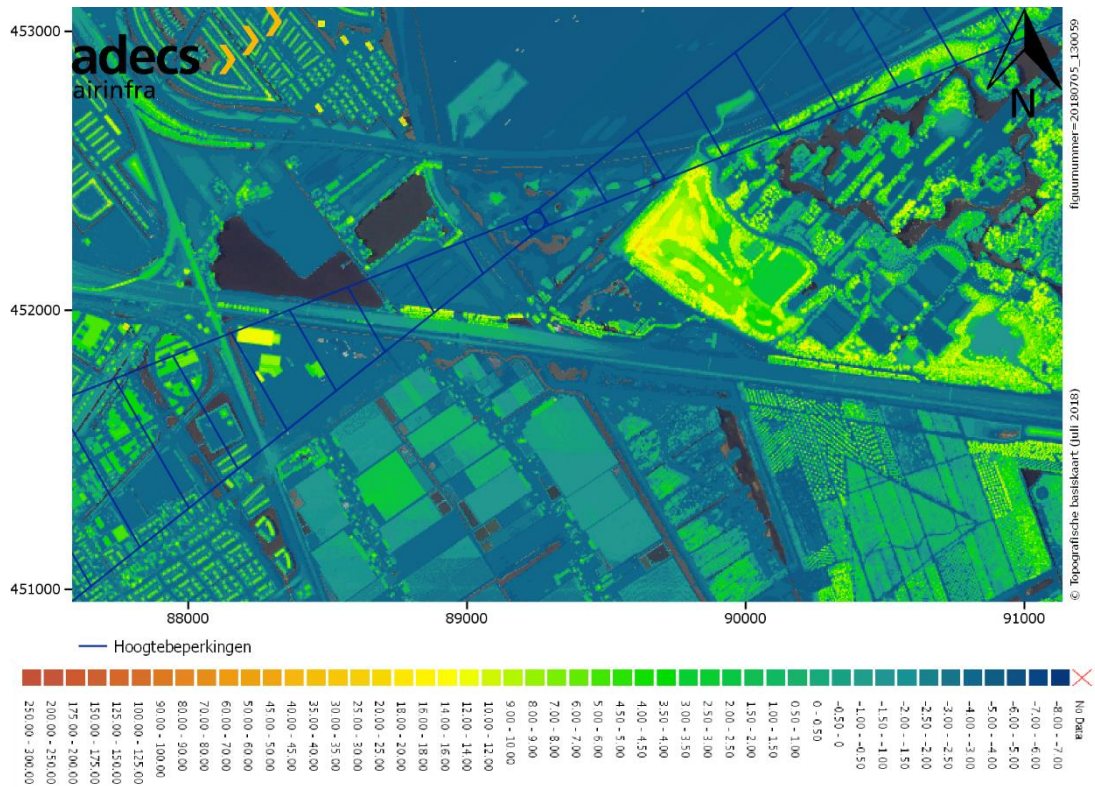 453000
adecs
airinfra
N
figuurnummer=20180705_130059
452000
© Topografische basiskaart (juli 2018)
451000
88000
89000
90000
91000
Hoogtebeperkingen
250.00 - 300.00
200.00 - 250.00
175.00 - 200.00
150.00 - 175.00
125.00 - 150.00
100.00 - 125.00
90.00 - 100.00
80.00 - 90.00
70.00 - 80.00
60.00 - 70.00
50.00 - 60.00
45.00 - 50.00
40.00 - 45.00
35.00 - 40.00
30.00 - 35.00
25.00 - 30.00
20.00 - 25.00
18.00 - 20.00
16.00 - 18.00
14.00 - 16.00
12.00 - 14.00
10.00 - 12.00
9.00 - 10.00
8.00 - 9.00
7.00 - 8.00
6.00 - 7.00
5.00 - 6.00
4.50 - 5.00
4.00 - 4.50
3.50 - 4.00
3.00 - 3.50
2.50 - 3.00
2.00 - 2.50
1.50 - 2.00
1.00 - 1.50
0.50 - 1.00
0 - 0.50
-0.50 - 0
-1.00 - -0.50
-1.50 - -1.00
-2.00 - -1.50
-2.50 - -2.00
-3.00 - -2.50
-4.00 - -3.00
-5.00 - -4.00
-6.00 - -5.00
-7.00 - -6.00
-8.00 - -7.00
No Data